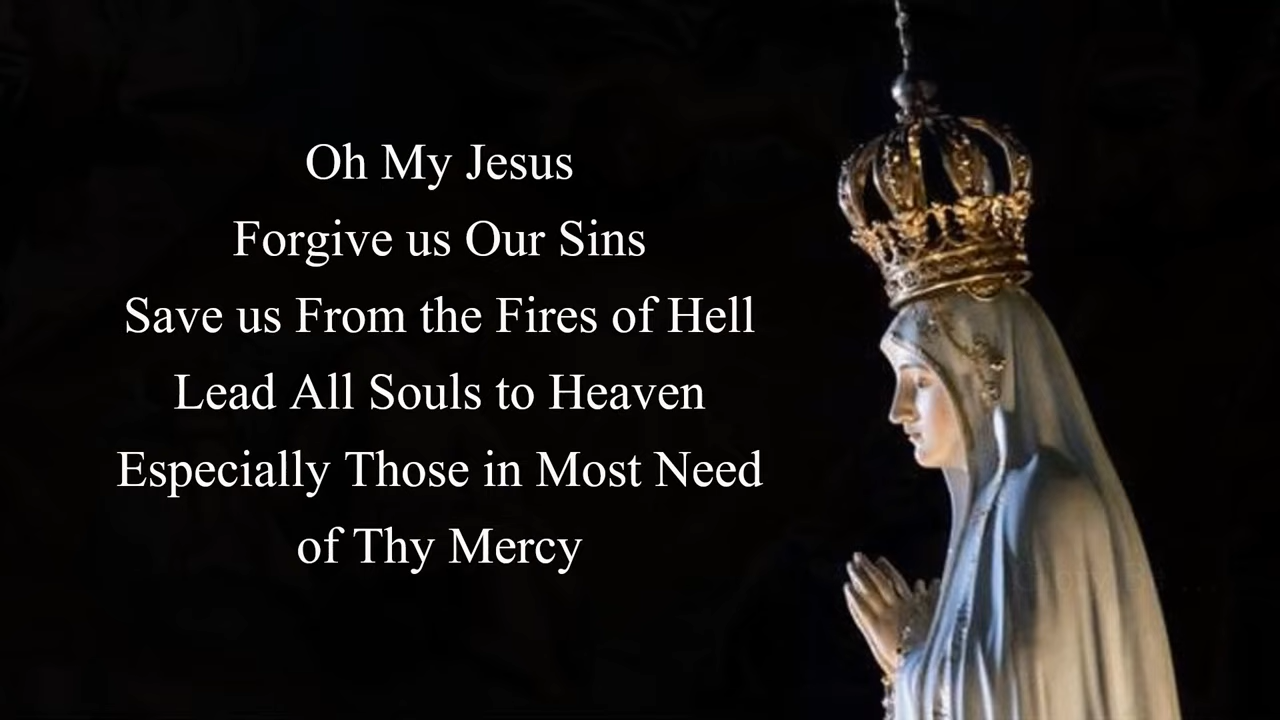 Oh My Jesus
Forgive us Our Sins
Save us From the Fires of Hell
Lead All Souls to Heaven
Especially Those in Most Need
of Thy Mercy